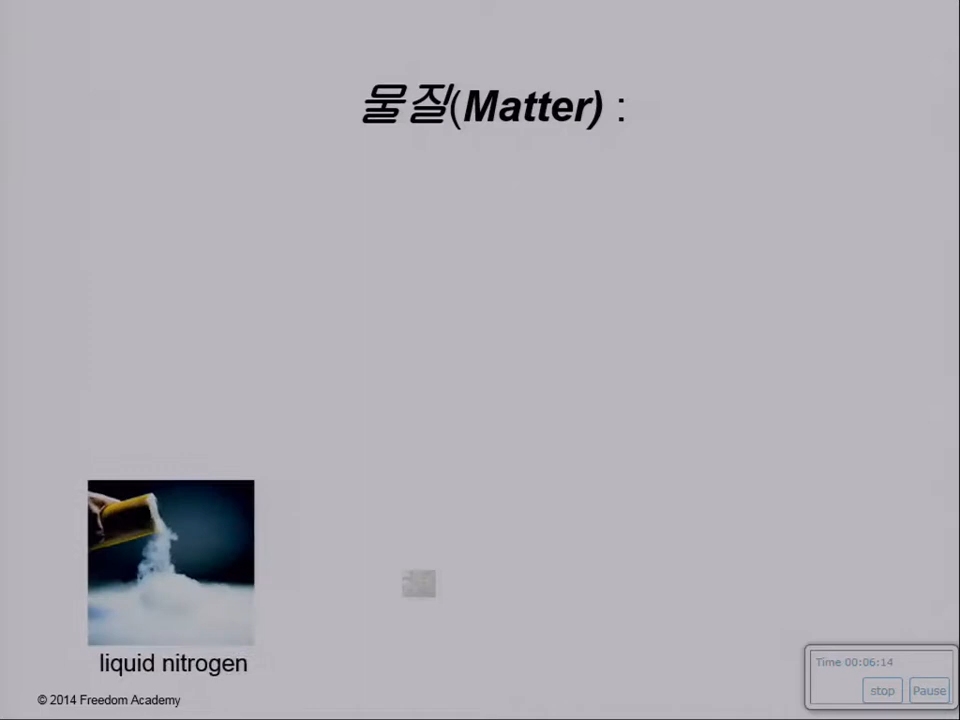 물질(Matter) :
liquid nitrogen
© 2014 Freedom Academy
Time 00:06:14
stop
Pause